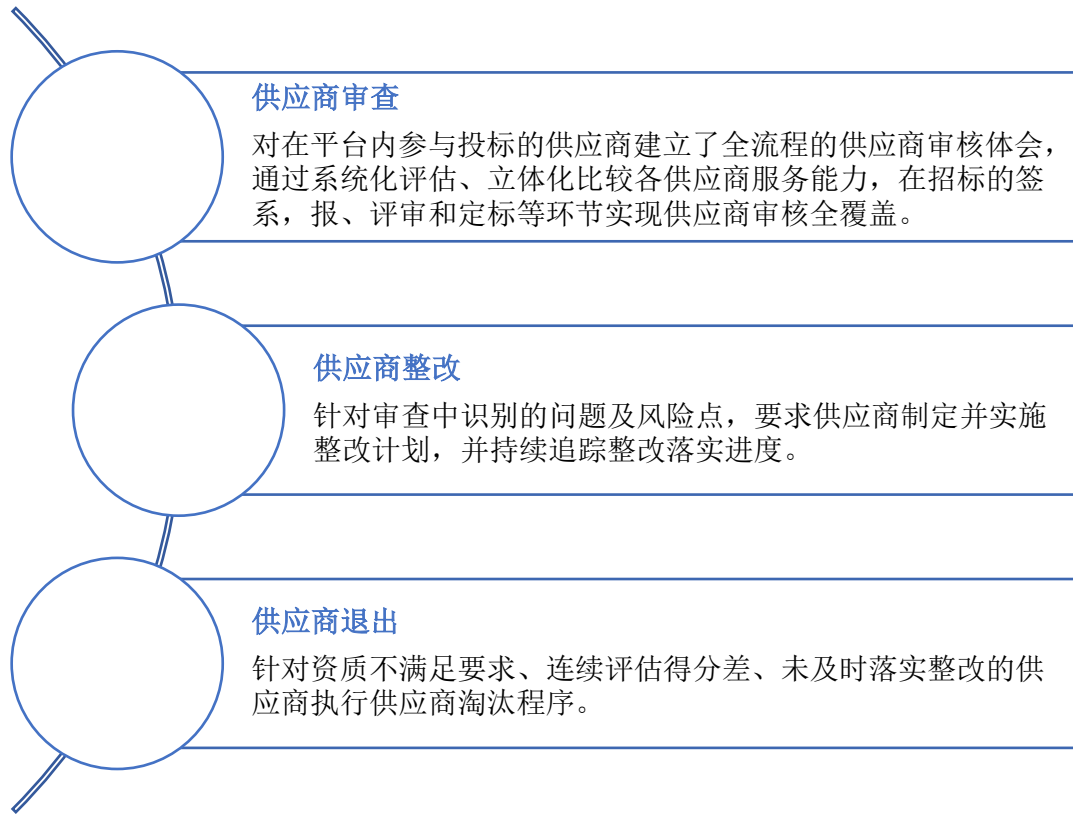 供应商审查
对在平台内参与投标的供应商建立了全流程的供应商审核体会，
通过系统化评估、立体化比较各供应商服务能力，在招标的签
系，报、评审和定标等环节实现供应商审核全覆盖。
供应商整改
针对审查中识别的问题及风险点，要求供应商制定并实施
整改计划，并持续追踪整改落实进度。
供应商退出
针对资质不满足要求、连续评估得分差、未及时落实整改的供
应商执行供应商淘汰程序。